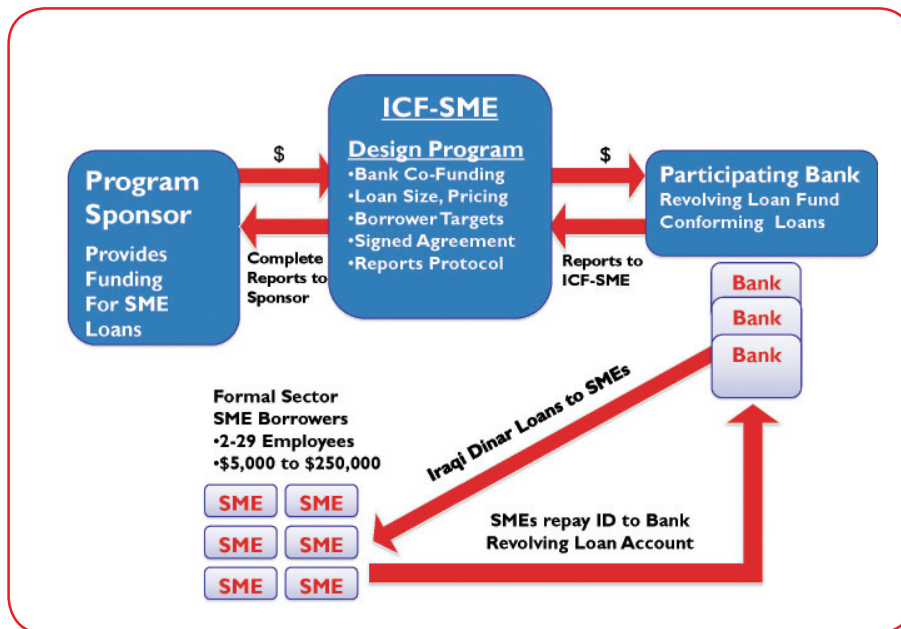 $
Program
Sponsor
Provides
Funding
For SME
Loans
Complete
Reports to
Sponsor
ICF-SME
Design Program
•Bank Co-Funding
•Loan Size, Pricing
•Borrower Targets
•Signed Agreement
•Reports Protocol
$
Reports to
ICF-SME
Participating Bank
Revolving Loan Fund
Conforming Loans
Bank
Bank
Bank
Iraqi Dinar Loans to SMEs
Formal Sector
SME Borrowers
•2-29 Employees
•$5,000 to $250,000
SME SME
SME SME
SME SME
SMEs repay ID to Bank
Revolving Loan Account